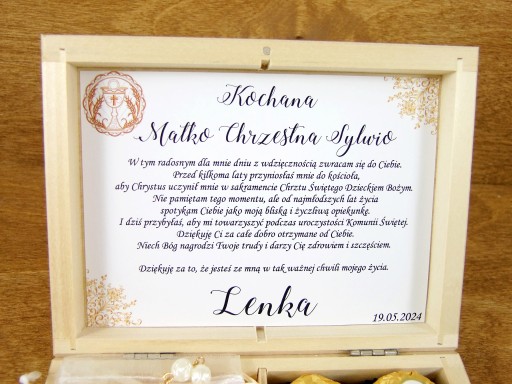 Kochana
Matko Chrzestna Sylwio
W tym radosnym dla mnie dniu z wdzięcznością zwracam się do Ciebie.
Przed kilkoma laty przyniosłaś mnie do kościoła,
aby Chrystus uczynił mnie w sakramencie Chrztu Świętego Dzieckiem Bożym.
Nie pamiętam tego momentu, ale od najmłodszych lat życia
spotykam Ciebie jako moją bliską i życzliwą opiekunkę.
I dziś przybyłaś, aby mi towarzyszyć podczas uroczystości Komunii Świętej.
Dziękuję Ci za całe dobro otrzymane od Ciebie.
Niech Bóg nagrodzi Twoje trudy i darzy Cię zdrowiem i szczęściem.
Dziękuję za to, że jesteś ze mną w tak ważnej chwili mojego życia.
Lenka
19.05.2024